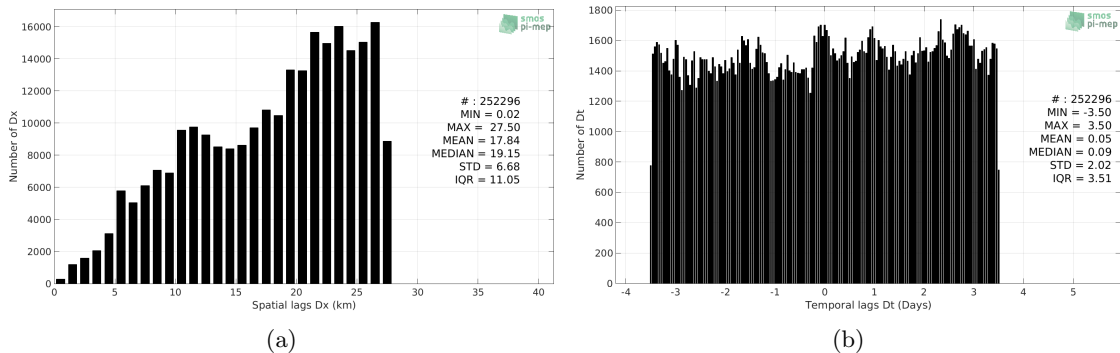 smos
pi-mep
16000
14000
12000
10000
8000
6000
4000
2000
0
Number of Dx
# : 252296
MIN = 0.02
MAX = 27.50
MEAN = 17.84
MEDIAN = 19.15
STD = 6.68
IQR = 11.05
0 5 10 15 20 25 30 35 40
Spatial lags Dx (km)
(a)
smos
pi-mep
1800
1600
1400
1200
1000
800
600
400
200
0
Number of Dt
# : 252296
MIN = -3.50
MAX = 3.50
MEAN = 0.05
MEDIAN = 0.09
STD = 2.02
IQR = 3.51
-4 -3 -2 -1 0 1 2 3 4 5
Temporal lags Dt (Days)
(b)